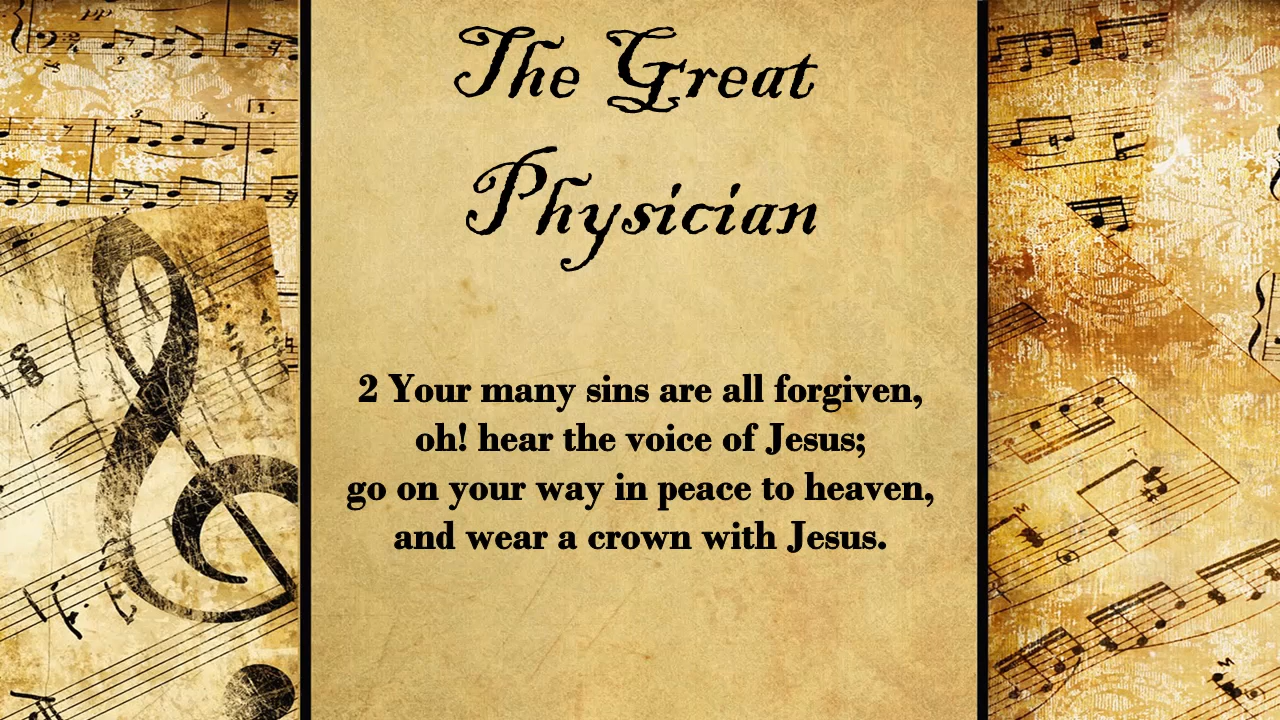 The Great
Physician
2 Your many sins are all forgiven,
oh! hear the voice of Jesus;
go on your way in peace to heaven,
and wear a crown with Jesus.